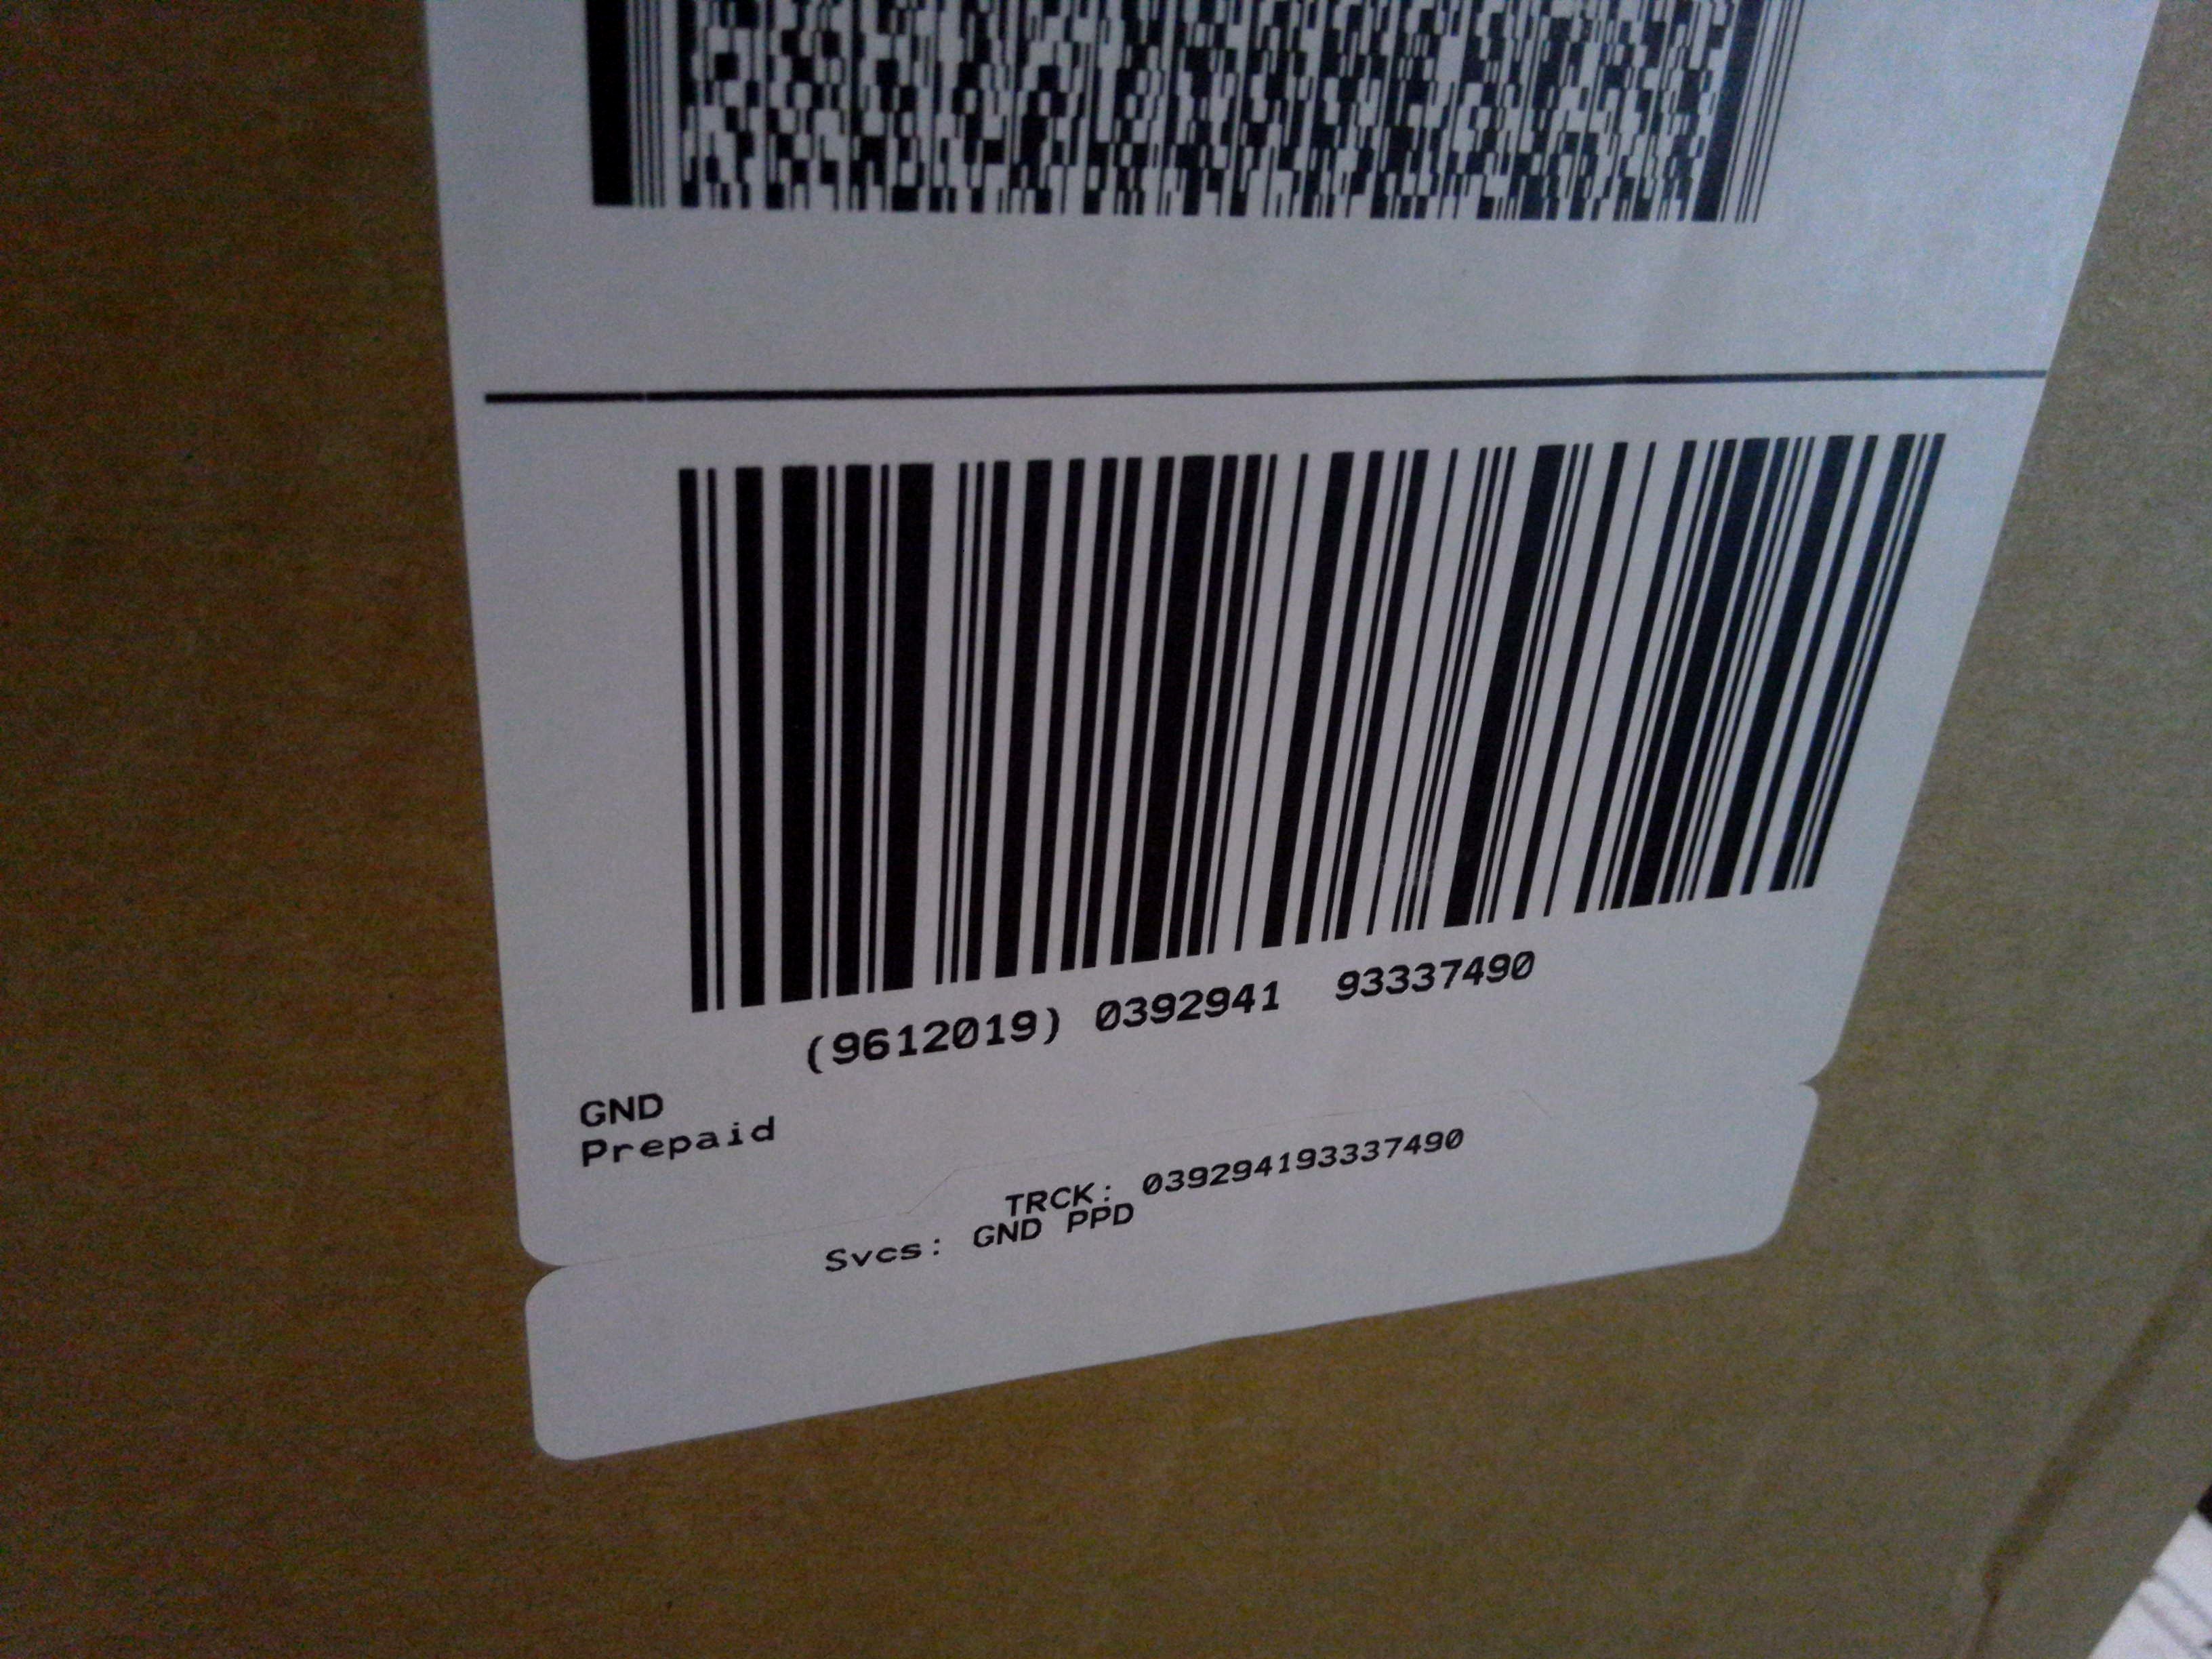 (9612019) 0392941 93337490
GND
Prepaid
TRCK: 039294193337490
Svcs: GND PPD